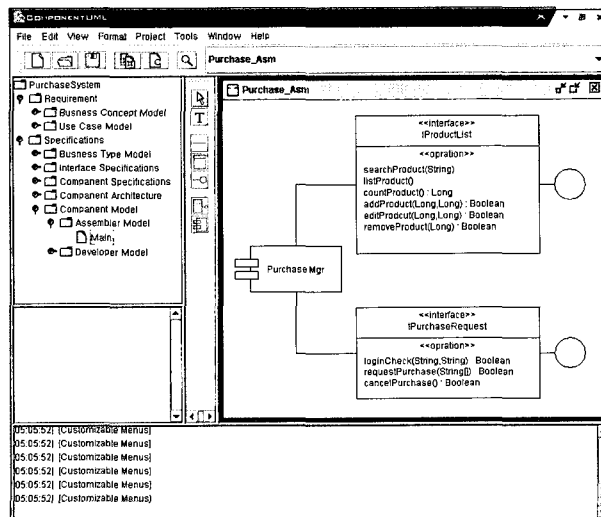 COMPONENTUML
File Edit View Format Project Tools Window Help
Purchase_Asm
PurchaseSystem
Requirement
Business Concept Model
Use Case Model
Specifications
Business Type Model
Interface Specifications
Component Specifications
Companent Architecture
Companent Model
Assembler Model
Main
Developer Model
Purchase_Asm
<<interface>>
IProductList
<<opration>>
searchProduct(String)
listProduct()
countProduct() : Long
addProduct(Long,Long) : Boolean
editProdcut(Long,Long) : Boolean
removeProduct(Long) : Boolean
Purchase Mgr
<<interface>>
IPurchaseRequest
<<opration>>
loginCheck(String,String) Boolean
requestPurchase(String[]) Boolean
cancelPurchase() : Boolean
[05:05:52] [Customizable Menus]
[05:05:52] [Customizable Menus]
[05:05:52] [Customizable Menus]
[05:05:52] [Customizable Menus]
[05:05:52] [Customizable Menus]
[05:05:52] [Customizable Menus]